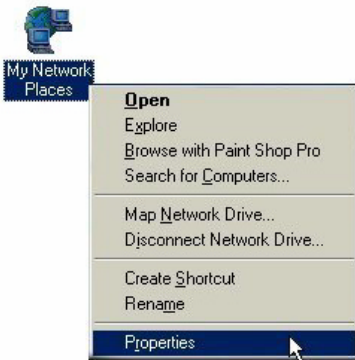 My Network
Places
Open
Explore
Browse with Paint Shop Pro
Search for Computers...
Map Network Drive...
Disconnect Network Drive...
Create Shortcut
Rename
Properties